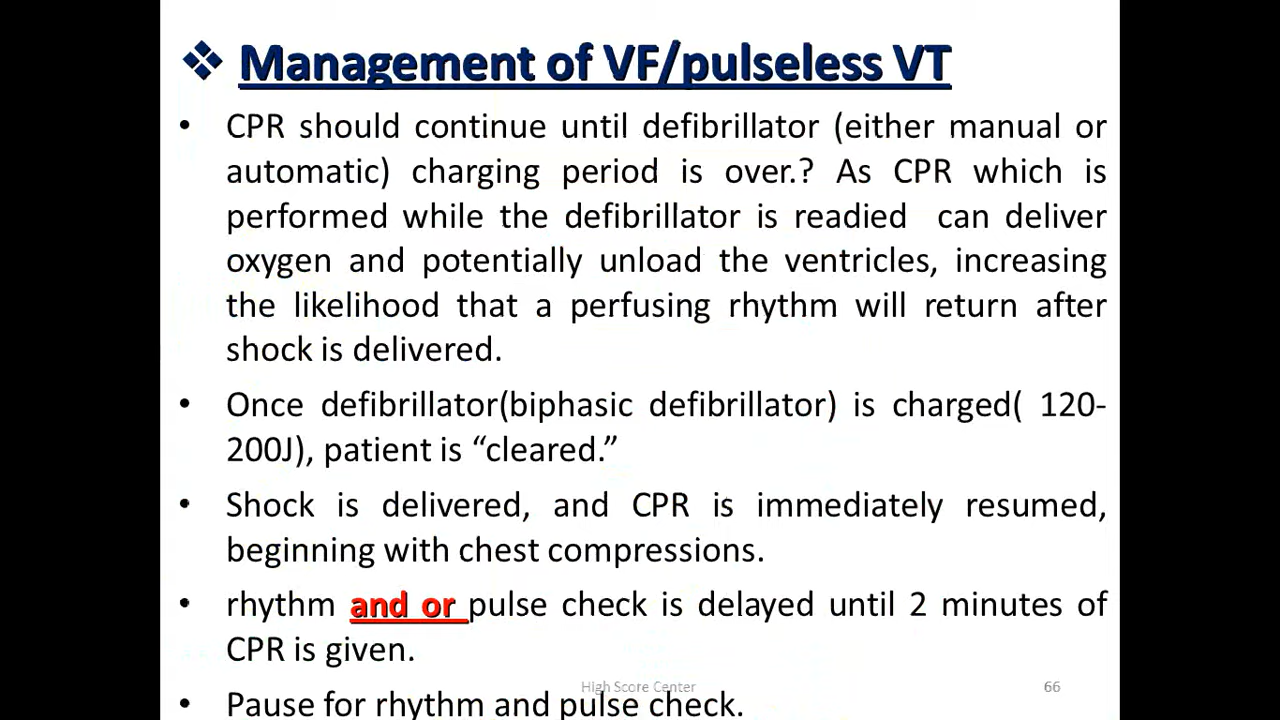 ❖ Management of VF/pulseless VT
• CPR should continue until defibrillator (either manual or
automatic) charging period is over.? As CPR which is
performed while the defibrillator is readied can deliver
oxygen and potentially unload the ventricles, increasing
the likelihood that a perfusing rhythm will return after
shock is delivered.
• Once defibrillator(biphasic defibrillator) is charged( 120-
200J), patient is “cleared.”
• Shock is delivered, and CPR is immediately resumed,
beginning with chest compressions.
• rhythm and or pulse check is delayed until 2 minutes of
CPR is given.
High Score Center 66
• Pause for rhythm and pulse check.